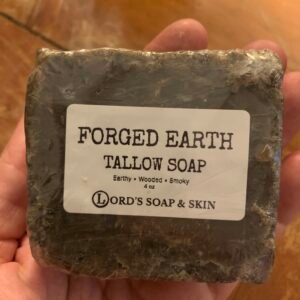 FORGED EARTH
TALLOW SOAP
Earthy • Wooded • Smoky
4 oz
LORD'S SOAP & SKIN